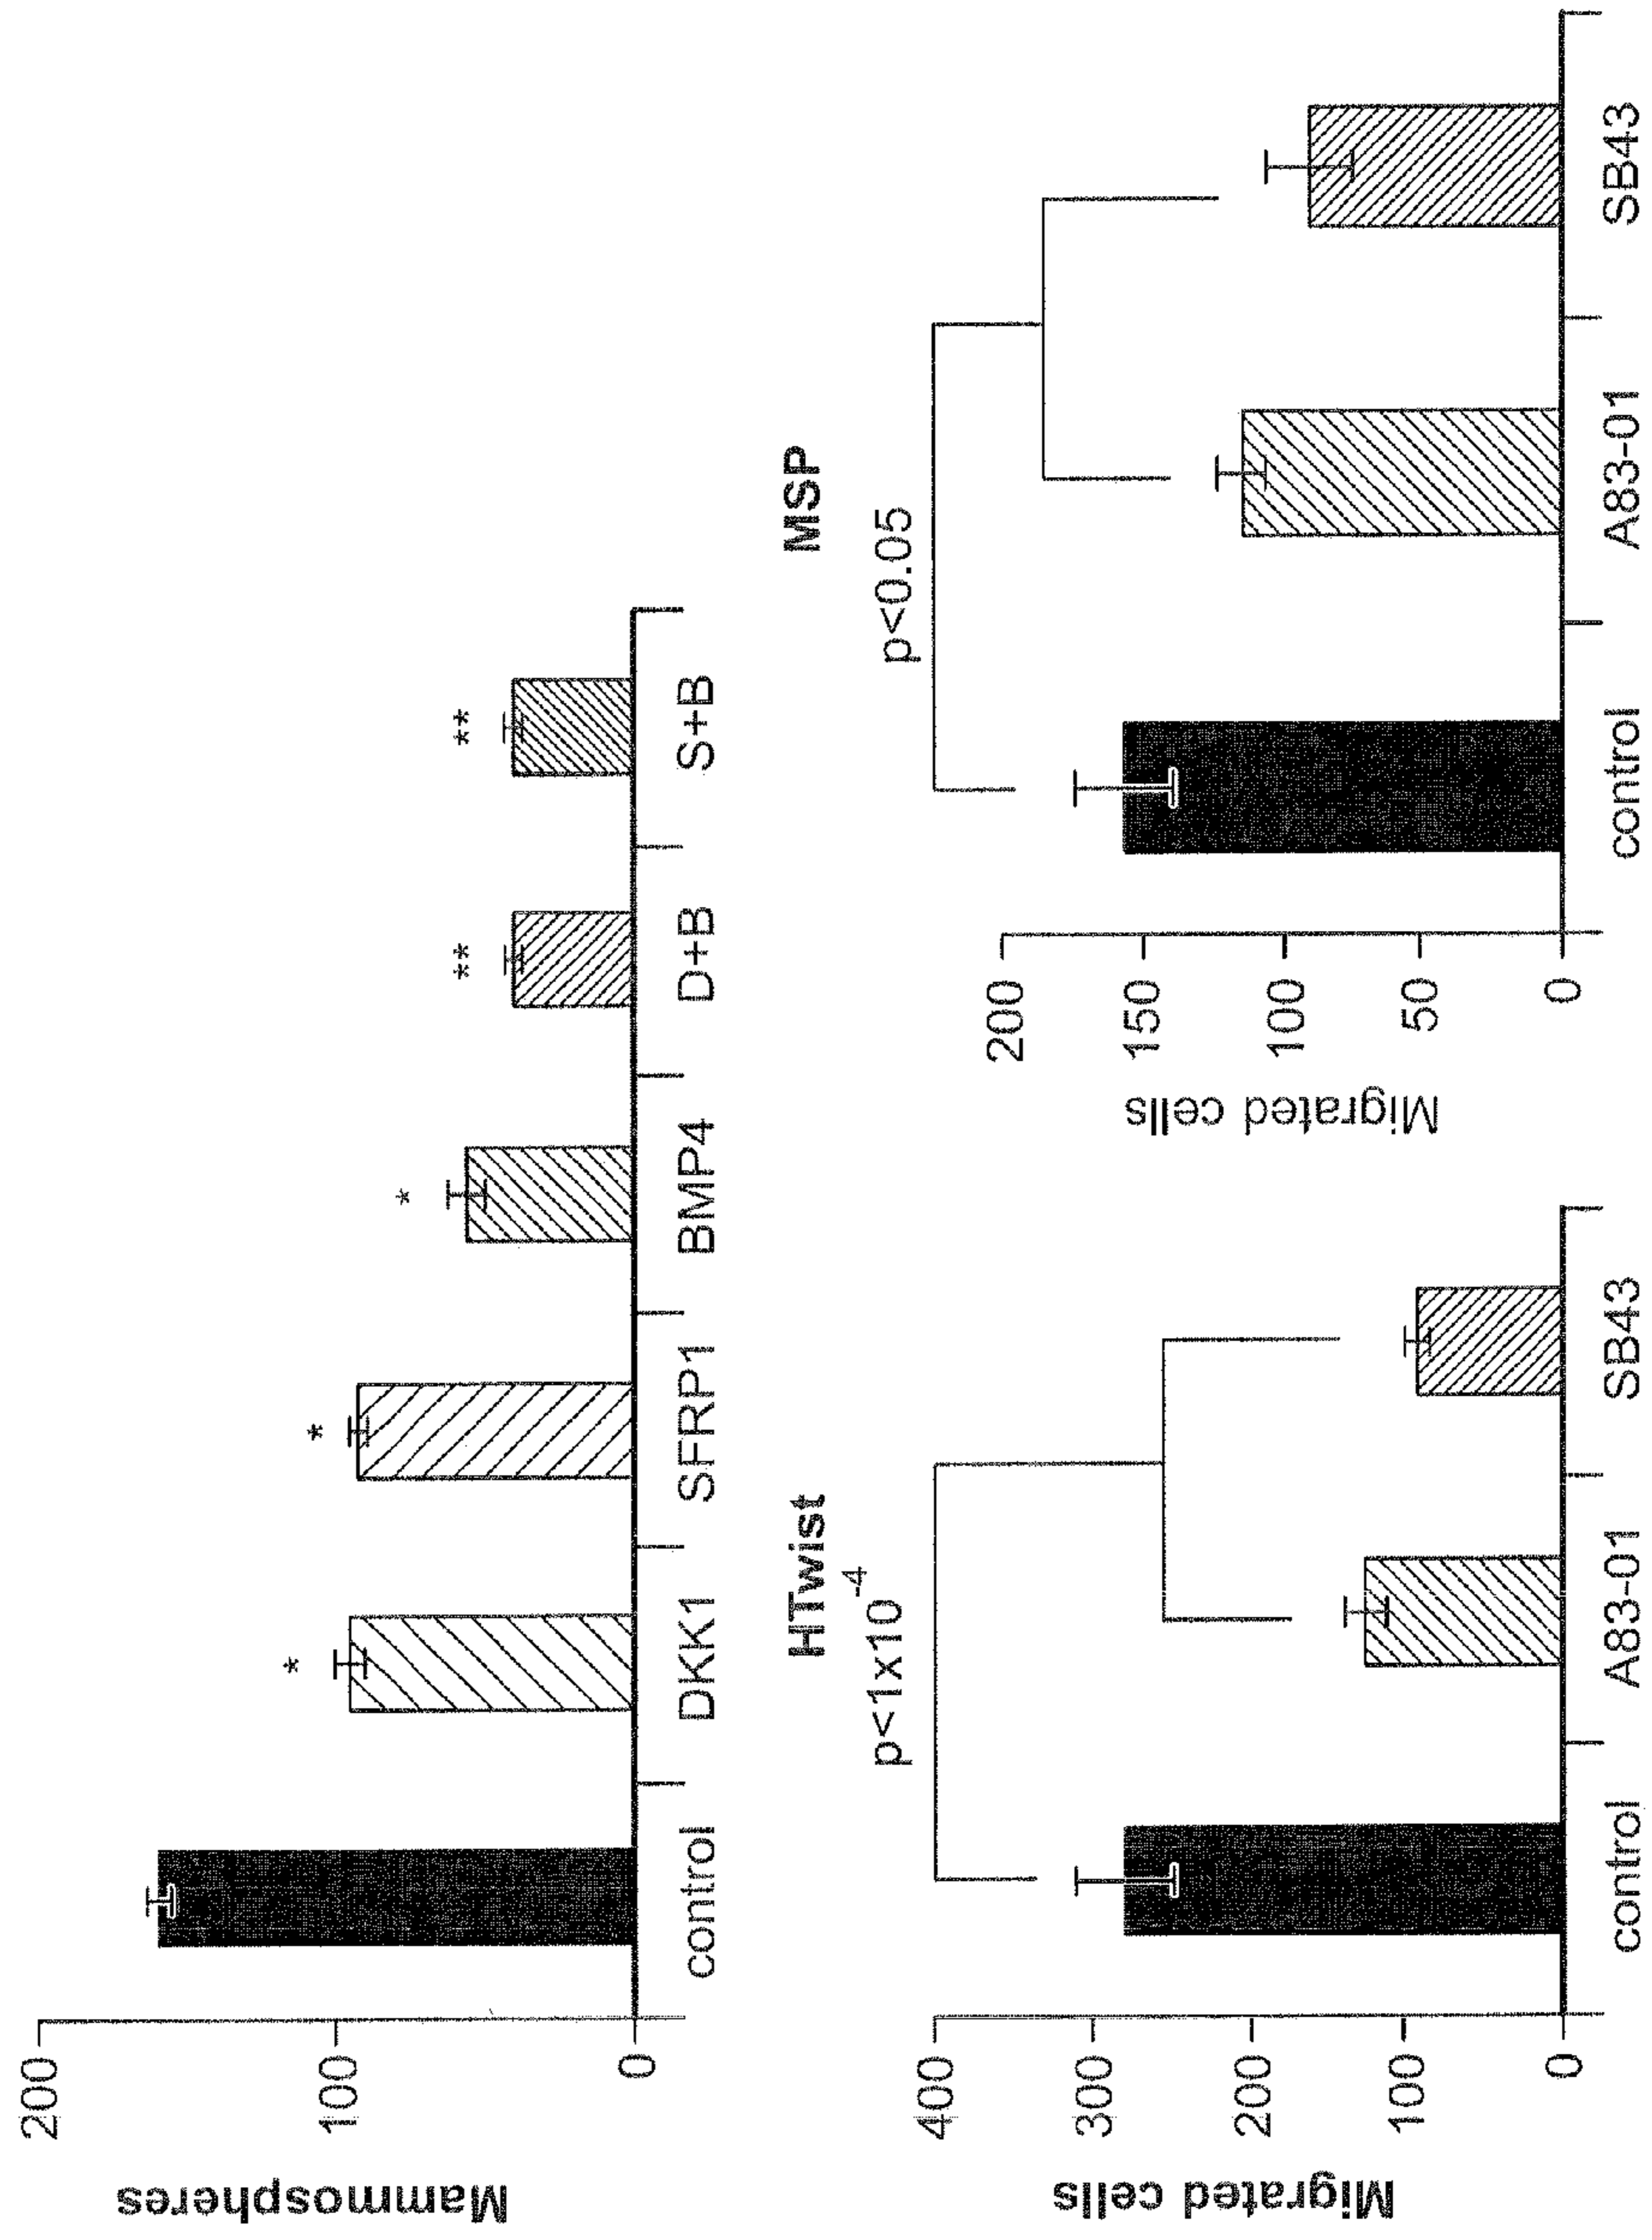 Mammospheres
200
100
0
*
*
*
**
**
control
DKK1
SFRP1
BMP4
D+B
S+B
HTwist
p<1x10-4
Migrated cells
400
300
200
100
0
control
A83-01
SB43
MSP
p<0.05
Migrated cells
200
150
100
50
0
control
A83-01
SB43